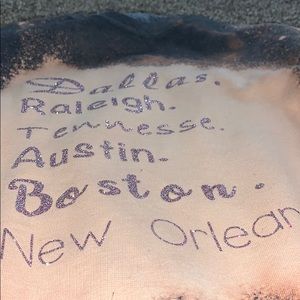 Dallas.
Raleigh.
Tennesse.
Austin.
Boston.
New Orlean